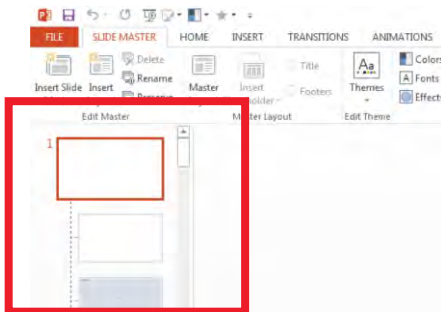 FILE SLIDE MASTER HOME INSERT TRANSITIONS ANIMATIONS
Delete
Rename
Insert Slide Insert Master Insert Title Footers Themes Colors
Aa
A Fonts
Effects
Edit Master Master Layout Edit Theme
1